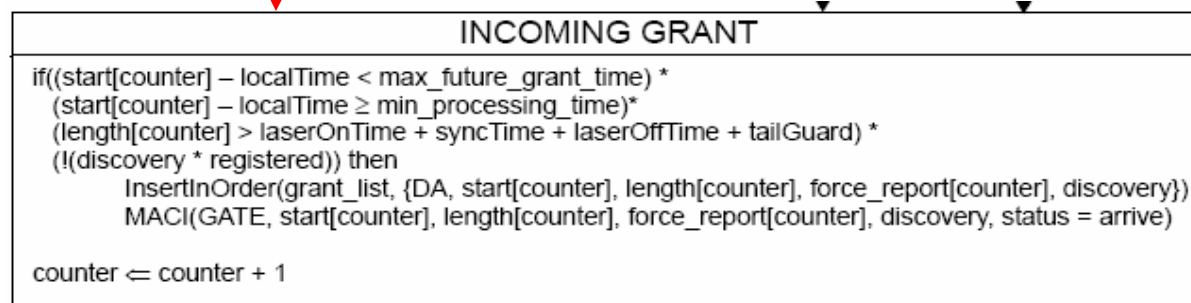 INCOMING GRANT
if((start[counter] – localTime < max_future_grant_time) *
(start[counter] – localTime ≥ min_processing_time)*
(length[counter] > laserOnTime + syncTime + laserOffTime + tailGuard) *
(!(discovery * registered)) then
InsertInOrder(grant_list, {DA, start[counter], length[counter], force_report[counter], discovery})
MACI(GATE, start[counter], length[counter], force_report[counter], discovery, status = arrive)
counter ⇐ counter + 1